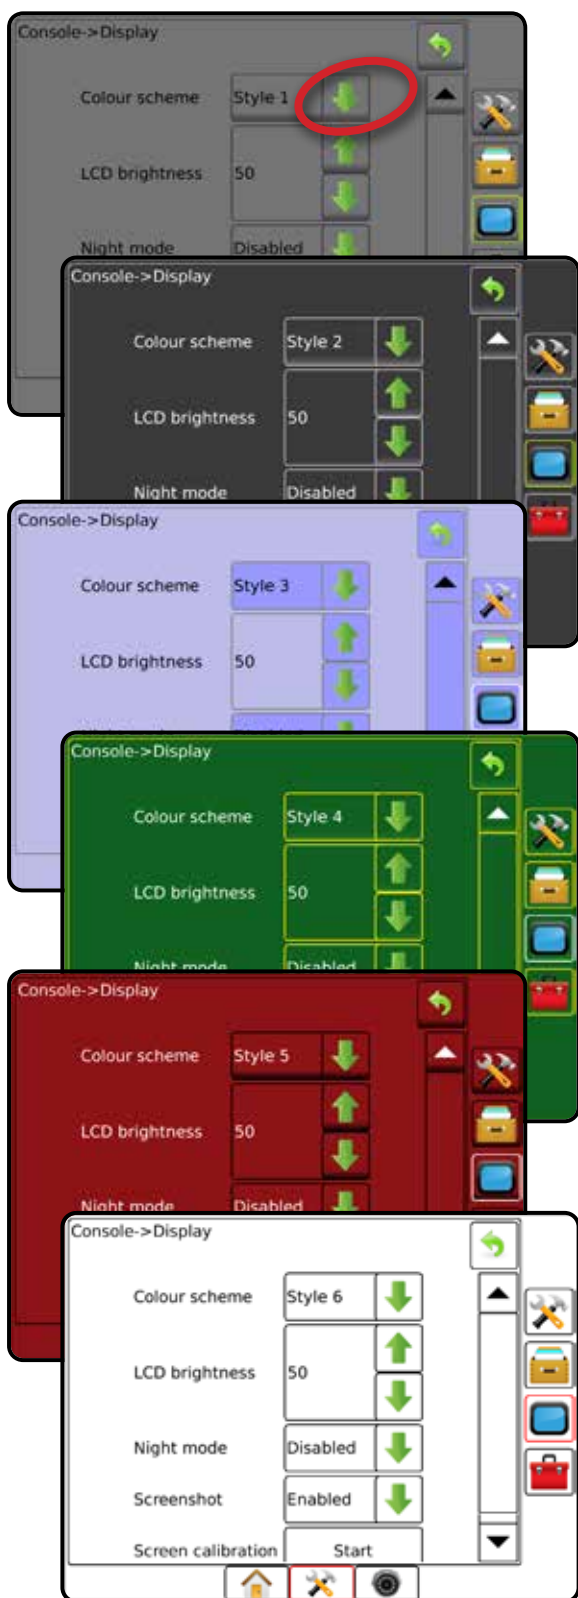 Console->Display
Colour scheme Style 1
LCD brightness 50
Night mode Disabled
Console->Display
Colour scheme Style 2
LCD brightness 50
Night mode Disabled
Console->Display
Colour scheme Style 3
LCD brightness 50
Console->Display
Colour scheme Style 4
LCD brightness 50
Night mode Disabled
Console->Display
Colour scheme Style 5
LCD brightness 50
Night mode Disabled
Console->Display
Colour scheme Style 6
LCD brightness 50
Night mode Disabled
Screenshot Enabled
Screen calibration Start